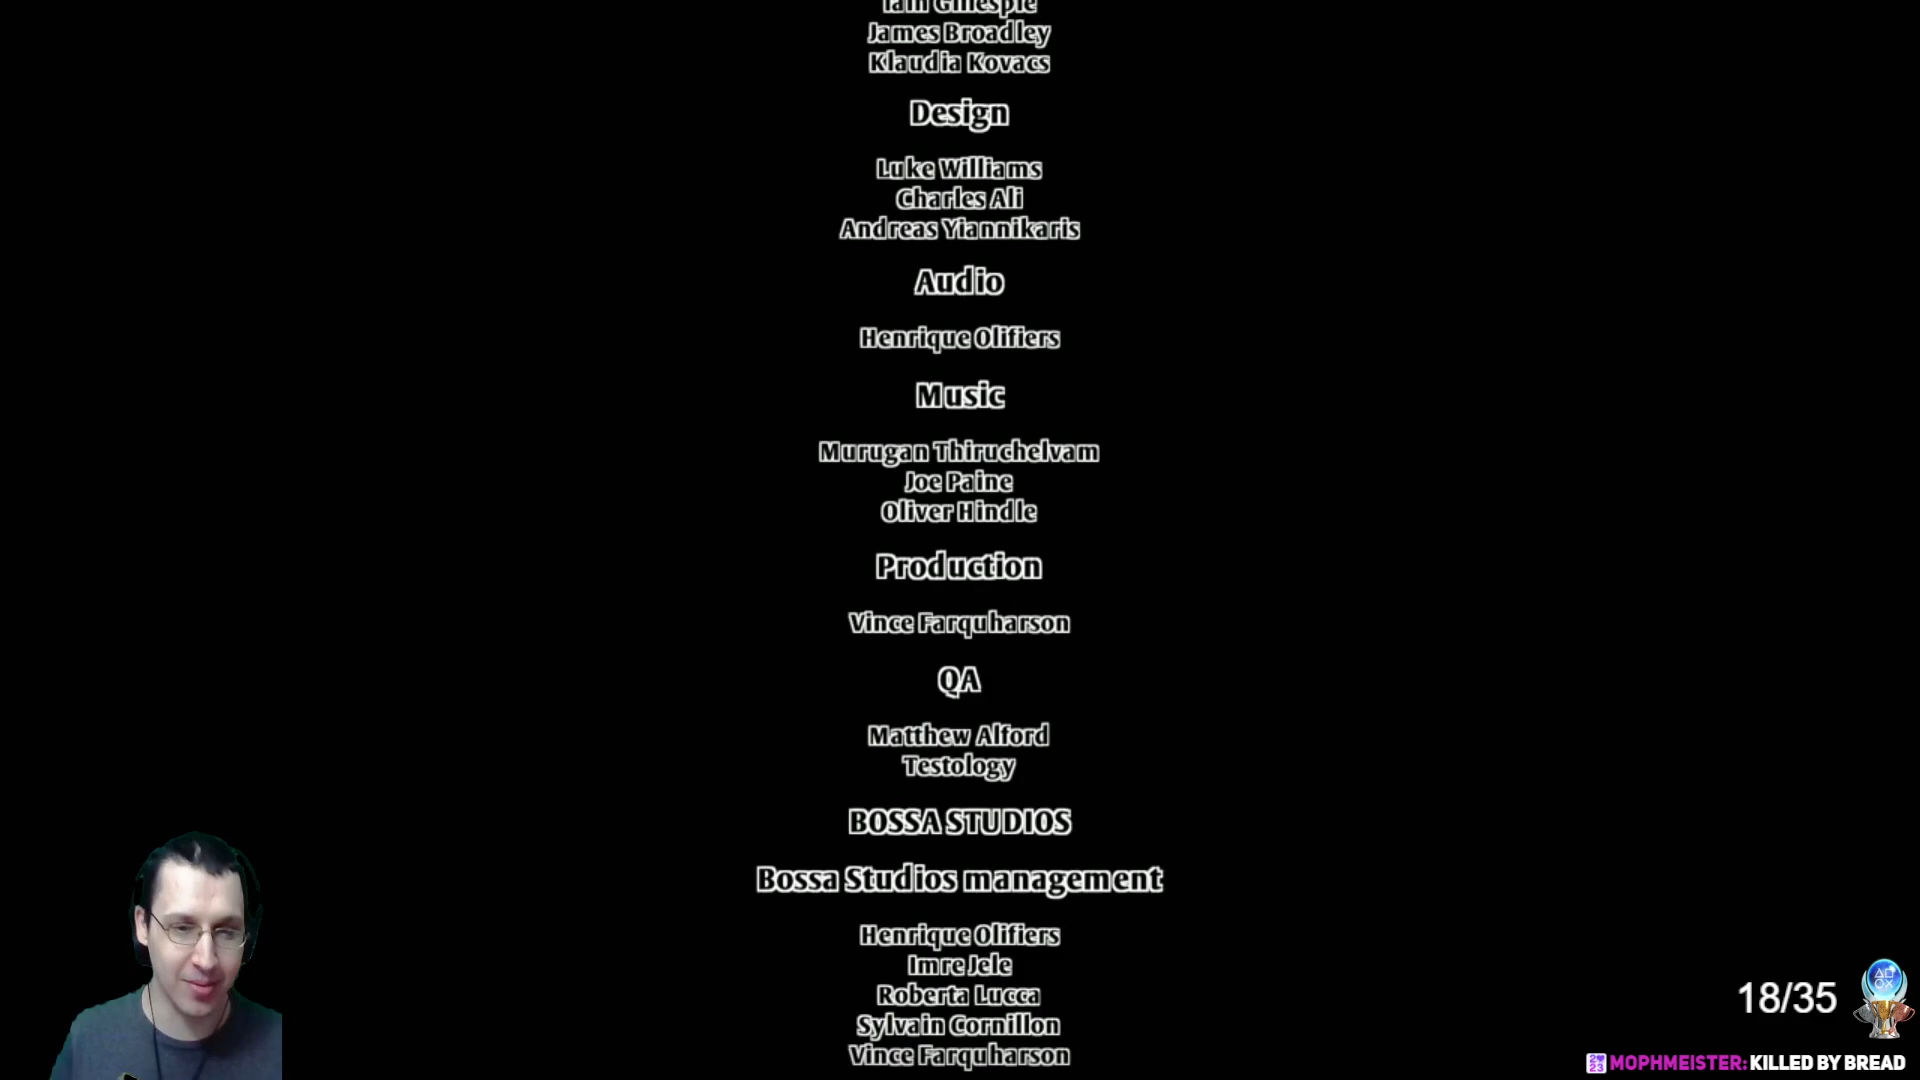 Iain Gillespie
James Broadley
Klaudia Kovacs
Design
Luke Williams
Charles Ali
Andreas Yiannikaris
Audio
Henrique Olifiers
Music
Murugan Thiruchelvam
Joe Paine
Oliver Hindle
Production
Vince Farquharson
QA
Matthew Alford
Testology
BOSSA STUDIOS
Bossa Studios management
Henrique Olifiers
Imre Jele
Roberta Lucca
Sylvain Cornillon
Vince Farquharson
18/35
MOPHMEISTER: KILLED BY BREAD